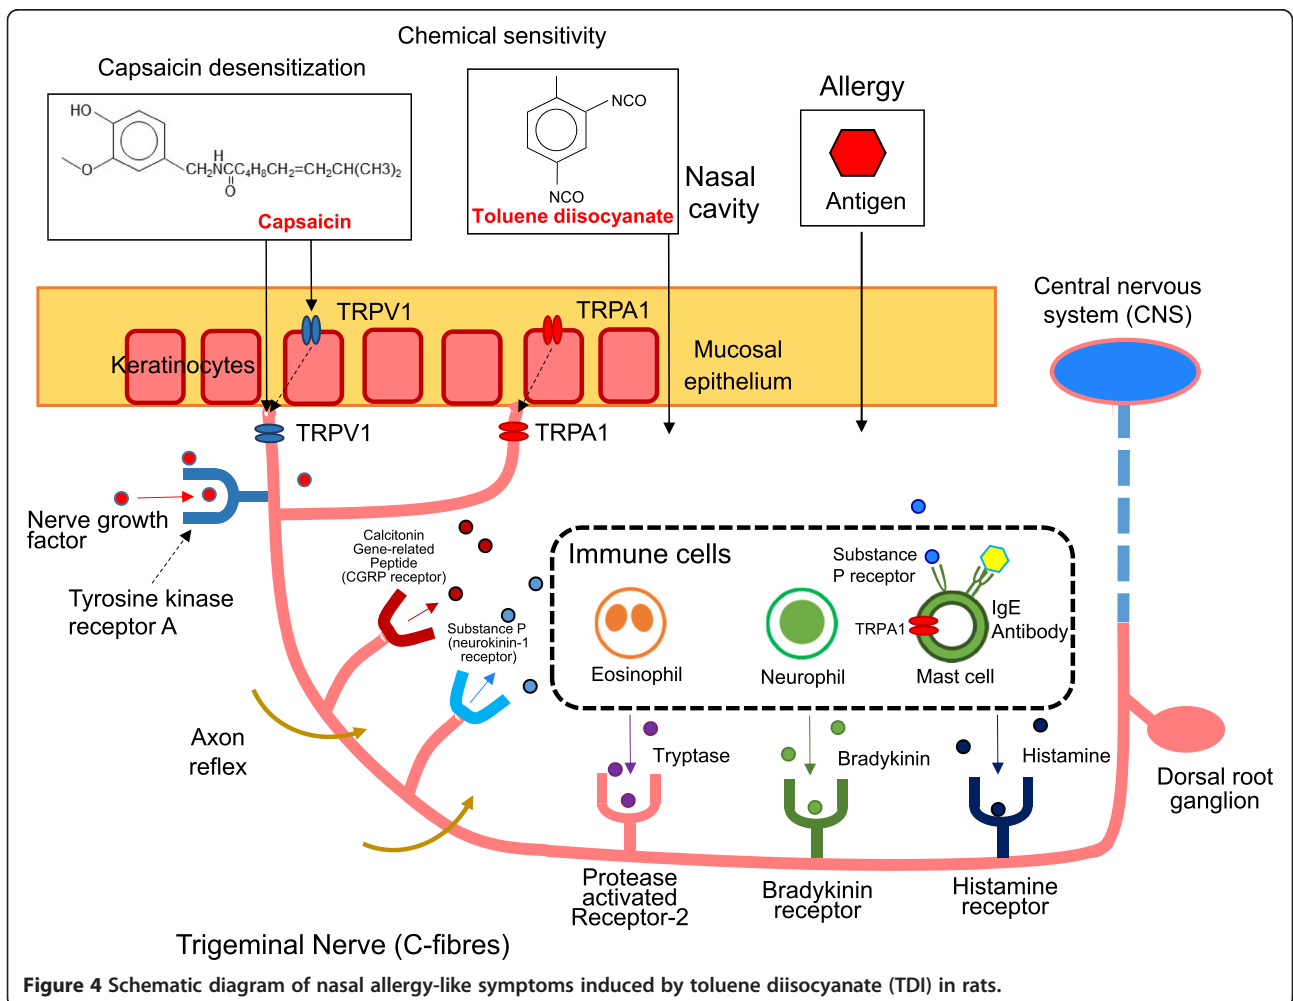 Chemical sensitivity
Capsaicin desensitization
HO
O
CH2NCC4H8CH2=CH2CH(CH3)2
H
O
Capsaicin
NCO
NCO
Toluene diisocyanate
Nasal
cavity
Allergy
Antigen
TRPV1
TRPA1
Keratinocytes
Mucosal
epithelium
Central nervous
system (CNS)
TRPV1
TRPA1
Nerve growth
factor
Tyrosine kinase
receptor A
Calcitonin
Gene-related
Peptide
(CGRP receptor)
Substance P
(neurokinin-1
receptor)
Immune cells
Substance
P receptor
IgE
Antibody
TRPA1
Eosinophil
Neurophil
Mast cell
Axon
reflex
Tryptase
Bradykinin
Histamine
Dorsal root
ganglion
Protease
activated
Receptor-2
Bradykinin
receptor
Histamine
receptor
Trigeminal Nerve (C-fibres)
Figure 4 Schematic diagram of nasal allergy-like symptoms induced by toluene diisocyanate (TDI) in rats.